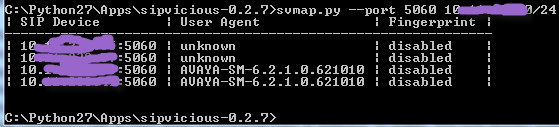 C:\Python27\Apps\sipvicious-0.2.7>svmap.py --port 5060 10 0/24
| SIP Device | User Agent | Fingerprint |
| 10. :5060 | unknown | disabled |
| 10. :5060 | unknown | disabled |
| 10. :5060 | AVAYA-SM-6.2.1.0.621010 | disabled |
| 10. :5060 | AVAYA-SM-6.2.1.0.621010 | disabled |
C:\Python27\Apps\sipvicious-0.2.7>